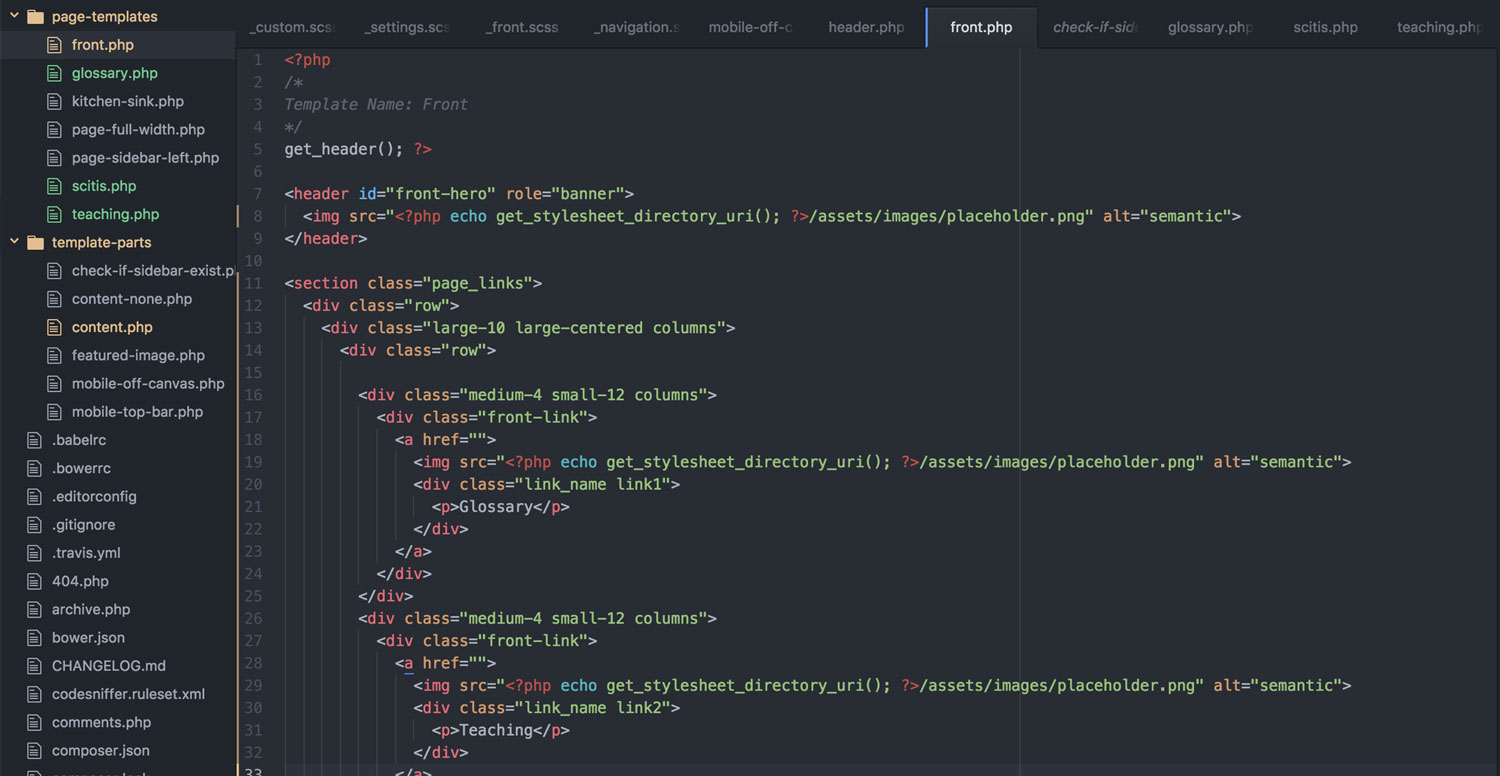 page-templates
front.php
glossary.php
kitchen-sink.php
page-full-width.php
page-sidebar-left.php
scitis.php
teaching.php
template-parts
check-if-sidebar-exist.p
content-none.php
content.php
featured-image.php
mobile-off-canvas.php
mobile-top-bar.php
.babelrc
.bowerrc
.editorconfig
.gitignore
.travis.yml
404.php
archive.php
bower.json
CHANGELOG.md
codesniffer.ruleset.xml
comments.php
composer.json
_custom.scs _settings.scs _front.scss _navigation.s mobile-off-c header.php front.php check-if-sid glossary.php scitis.php teaching.php
1 <?php
2 /*
3 Template Name: Front
4 */
5 get_header(); ?>
6
7 <header id="front-hero" role="banner">
8 <img src="<?php echo get_stylesheet_directory_uri(); ?>/assets/images/placeholder.png" alt="semantic">
9 </header>
10
11 <section class="page_links">
12 <div class="row">
13 <div class="large-10 large-centered columns">
14 <div class="row">
15
16 <div class="medium-4 small-12 columns">
17 <div class="front-link">
18 <a href="">
19 <img src="<?php echo get_stylesheet_directory_uri(); ?>/assets/images/placeholder.png" alt="semantic">
20 <div class="link_name link1">
21 <p>Glossary</p>
22 </div>
23 </a>
24 </div>
25 </div>
26 <div class="medium-4 small-12 columns">
27 <div class="front-link">
28 <a href="">
29 <img src="<?php echo get_stylesheet_directory_uri(); ?>/assets/images/placeholder.png" alt="semantic">
30 <div class="link_name link2">
31 <p>Teaching</p>
32 </div>
33 </a>